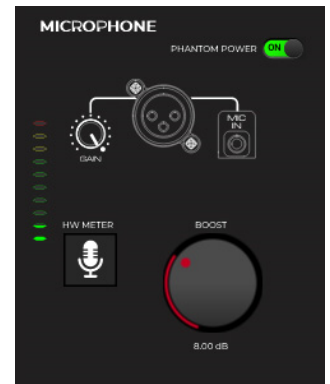 MICROPHONE
PHANTOM POWER ON
MIC
IN
GAIN
HW METER
BOOST
8.00 dB